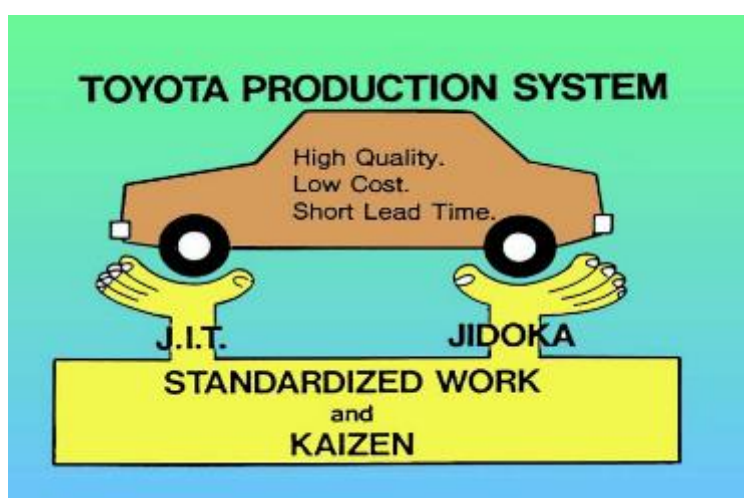 TOYOTA PRODUCTION SYSTEM
High Quality.
Low Cost.
Short Lead Time.
J.I.T.
JIDOKA
STANDARDIZED WORK
and
KAIZEN